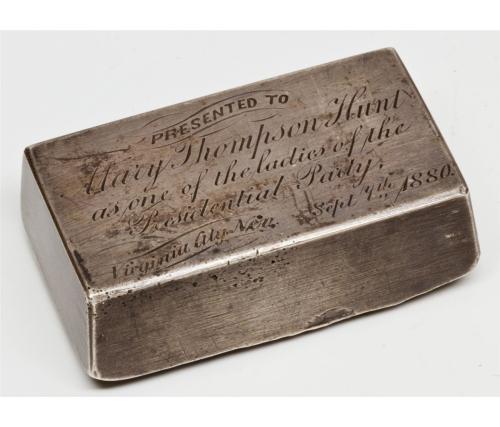 PRESENTED TO
Mary Thompson Hunt
as one of the ladies of the
Presidential Party.
Virginia City Nev. Sept 7th 1880.